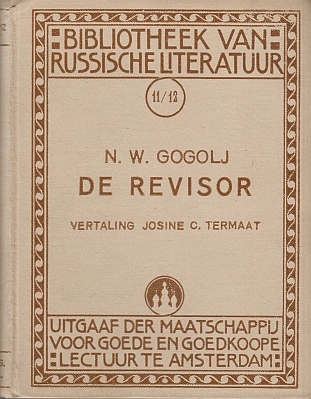 BIBLIOTHEEK VAN
RUSSISCHE LITERATUUR
11/12
N. W. GOGOLJ
DE REVISOR
VERTALING JOSINE C. TERMAAT
UITGAAF DER MAATSCHAPPIJ
VOOR GOEDE EN GOEDKOOPE
LECTUUR TE AMSTERDAM